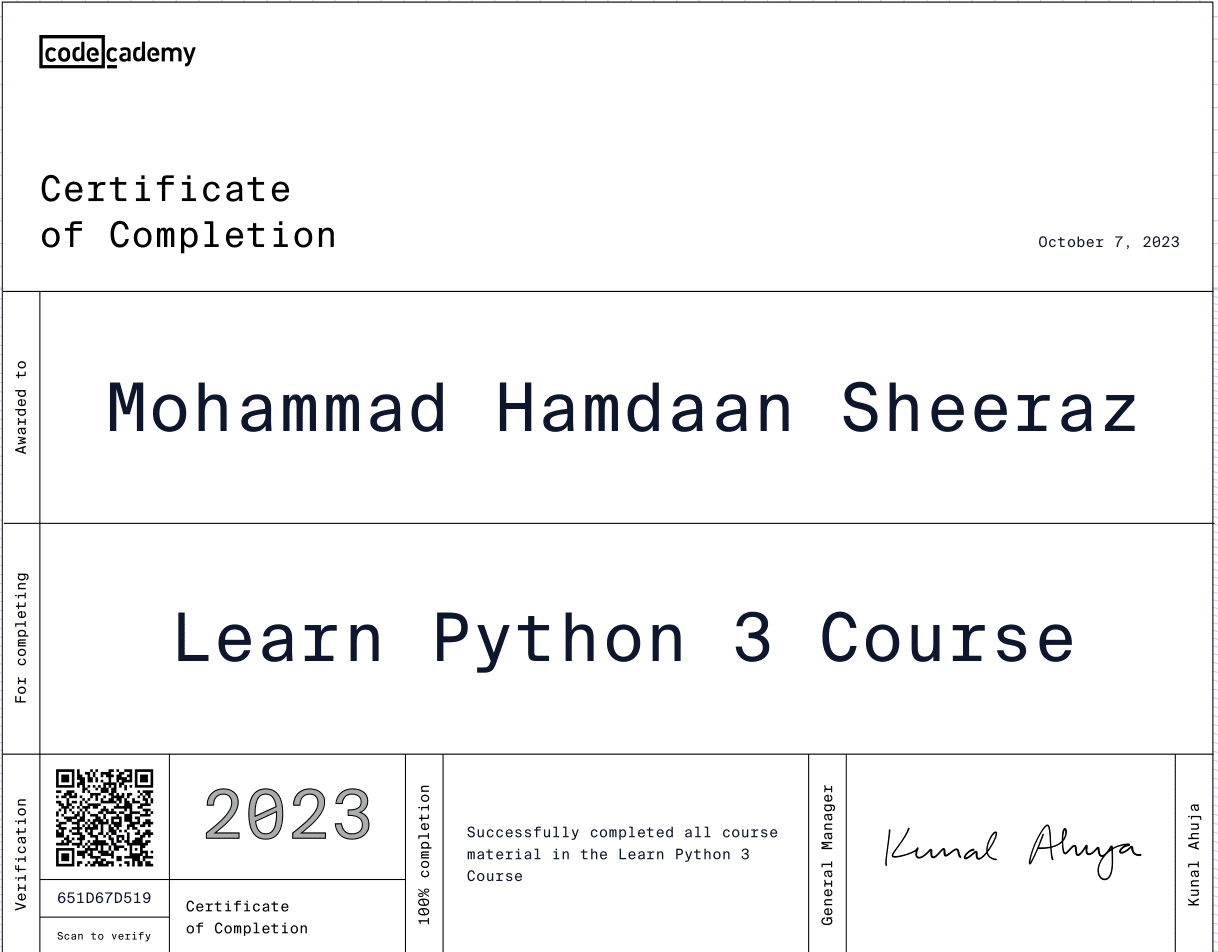 codecademy
Certificate
of Completion
October 7, 2023
Awarded to
Mohammad Hamdaan Sheeraz
For completing
Learn Python 3 Course
Verification
651D67D519
Scan to verify
2023
Certificate
of Completion
100% completion
Successfully completed all course
material in the Learn Python 3
Course
General Manager
Kunal Ahuja
Kunal Ahuja